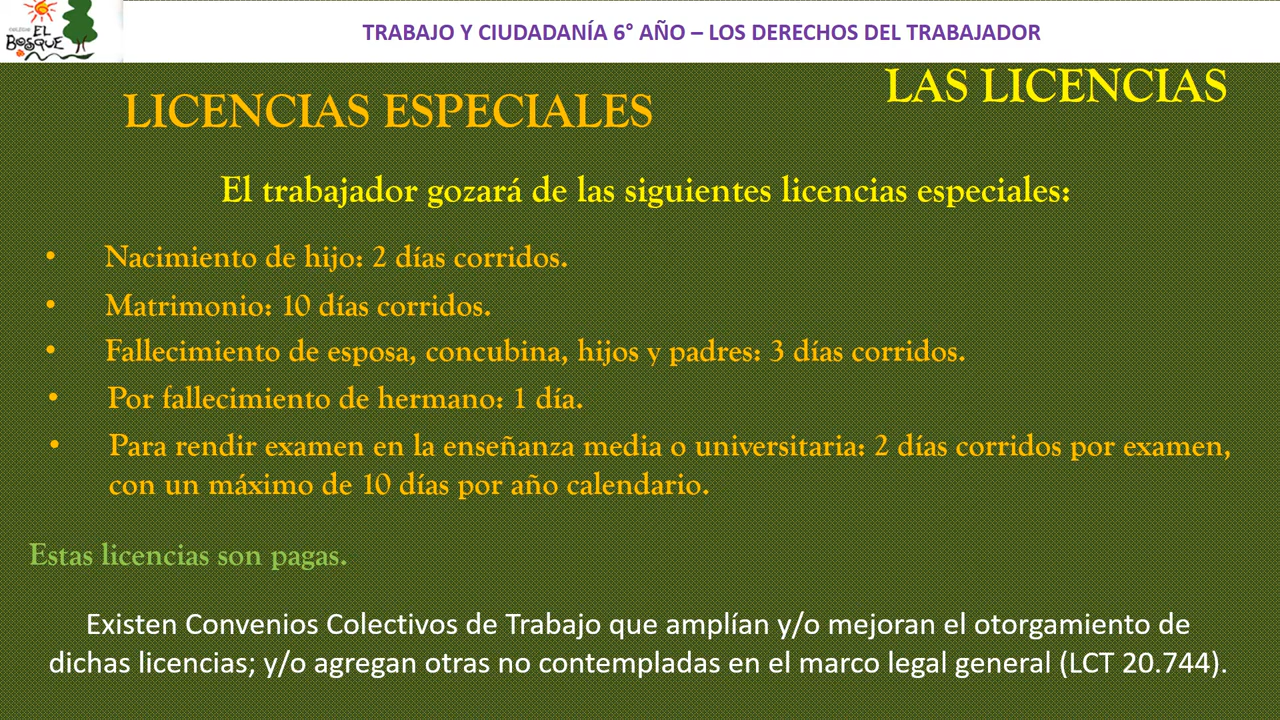 EL
BOSQUE
TRABAJO Y CIUDADANÍA 6° AÑO – LOS DERECHOS DEL TRABAJADOR
LAS LICENCIAS
LICENCIAS ESPECIALES
El trabajador gozará de las siguientes licencias especiales:
• Nacimiento de hijo: 2 días corridos.
• Matrimonio: 10 días corridos.
• Fallecimiento de esposa, concubina, hijos y padres: 3 días corridos.
• Por fallecimiento de hermano: 1 día.
• Para rendir examen en la enseñanza media o universitaria: 2 días corridos por examen,
con un máximo de 10 días por año calendario.
Estas licencias son pagas.
Existen Convenios Colectivos de Trabajo que amplían y/o mejoran el otorgamiento de
dichas licencias; y/o agregan otras no contempladas en el marco legal general (LCT 20.744).